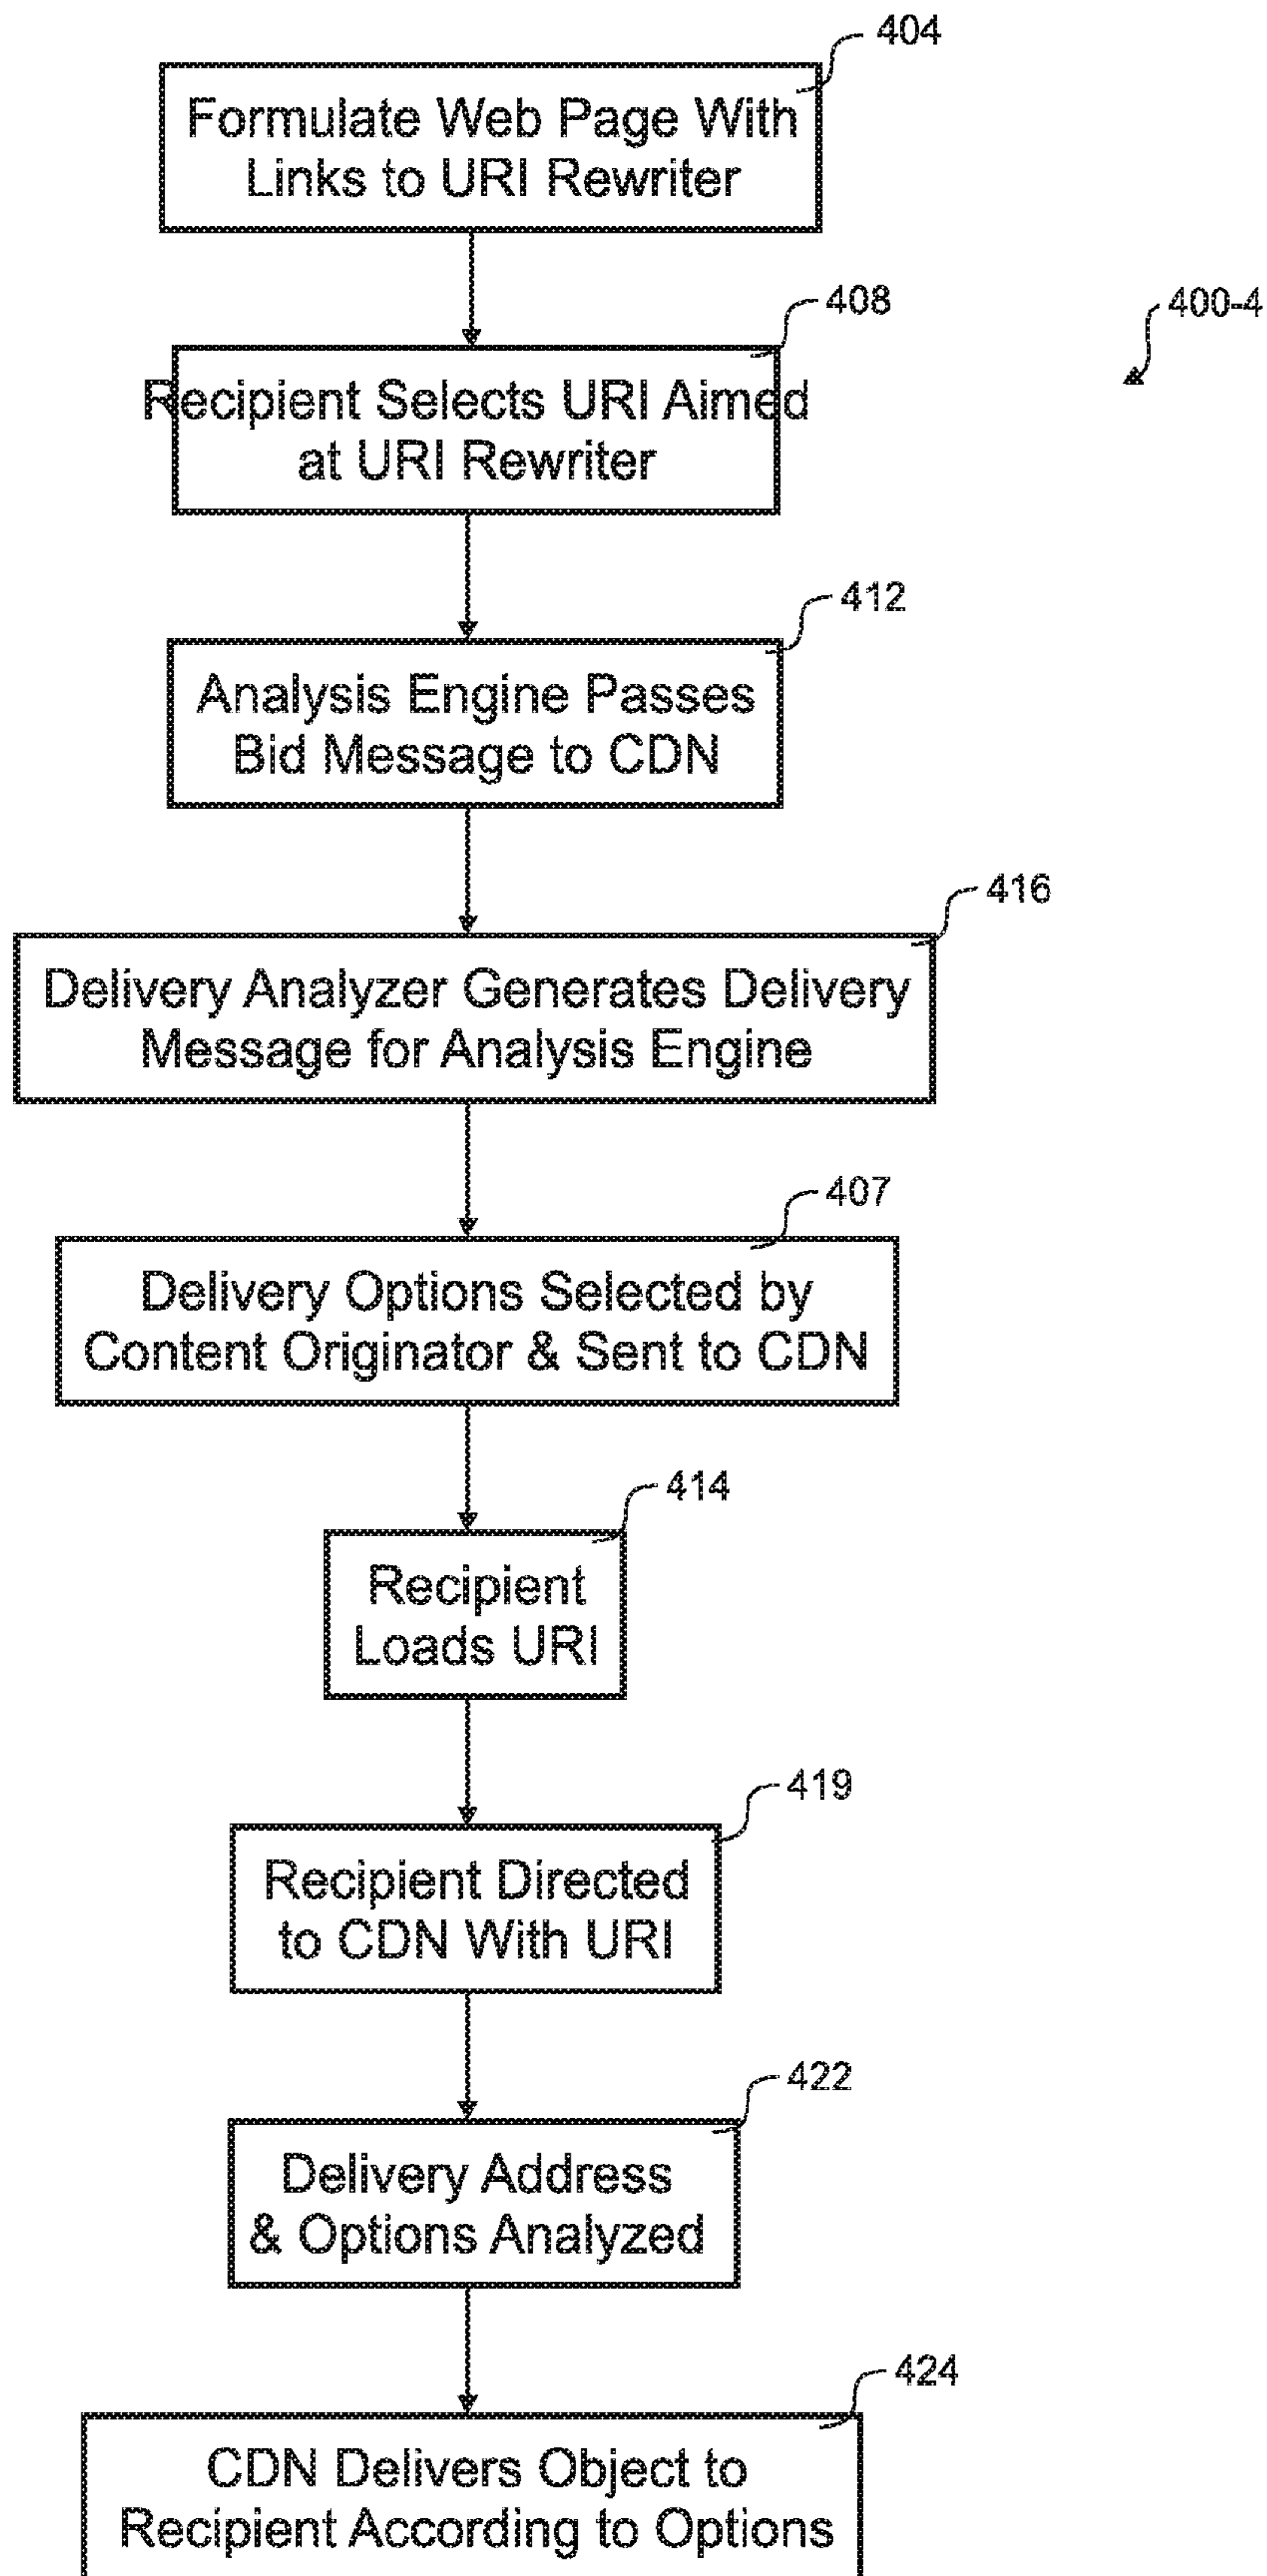 404
Formulate Web Page With
Links to URI Rewriter
408
400-4
Recipient Selects URI Aimed
at URI Rewriter
412
Analysis Engine Passes
Bid Message to CDN
416
Delivery Analyzer Generates Delivery
Message for Analysis Engine
407
Delivery Options Selected by
Content Originator & Sent to CDN
414
Recipient
Loads URI
419
Recipient Directed
to CDN With URI
422
Delivery Address
& Options Analyzed
424
CDN Delivers Object to
Recipient According to Options